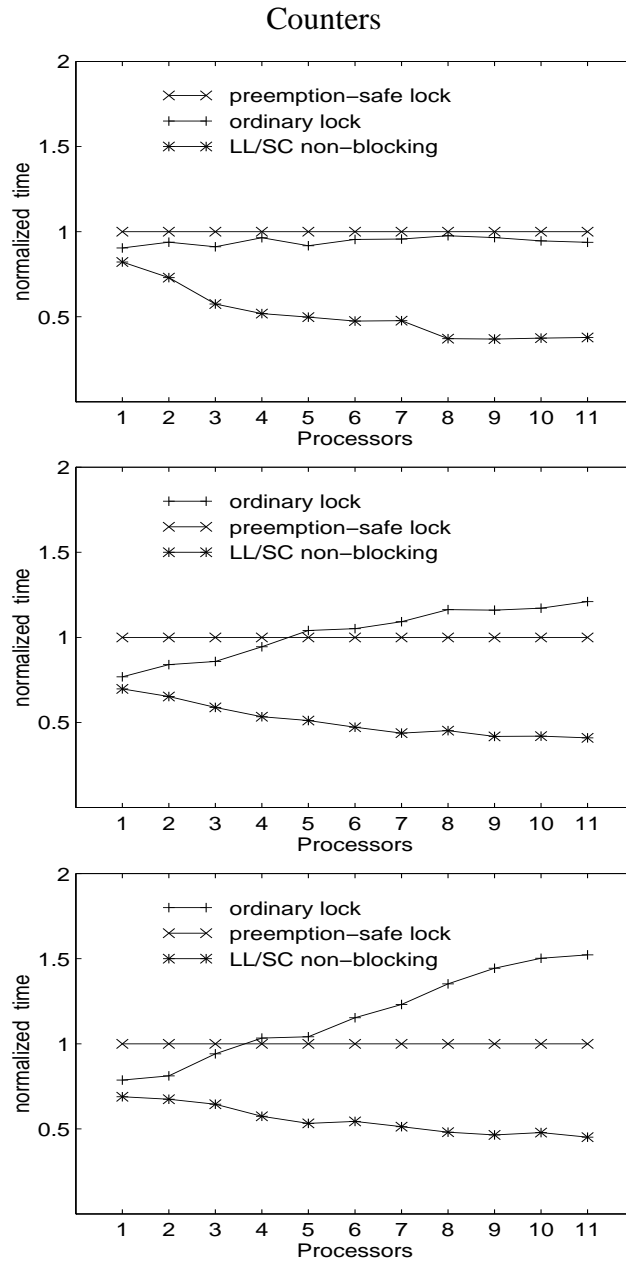 Counters
2
preemption−safe lock
ordinary lock
LL/SC non−blocking
1.5
normalized time
1
0.5
1 2 3 4 5 6 7 8 9 10 11
Processors
2
ordinary lock
preemption−safe lock
LL/SC non−blocking
1.5
normalized time
1
0.5
1 2 3 4 5 6 7 8 9 10 11
Processors
2
ordinary lock
preemption−safe lock
LL/SC non−blocking
1.5
normalized time
1
0.5
1 2 3 4 5 6 7 8 9 10 11
Processors